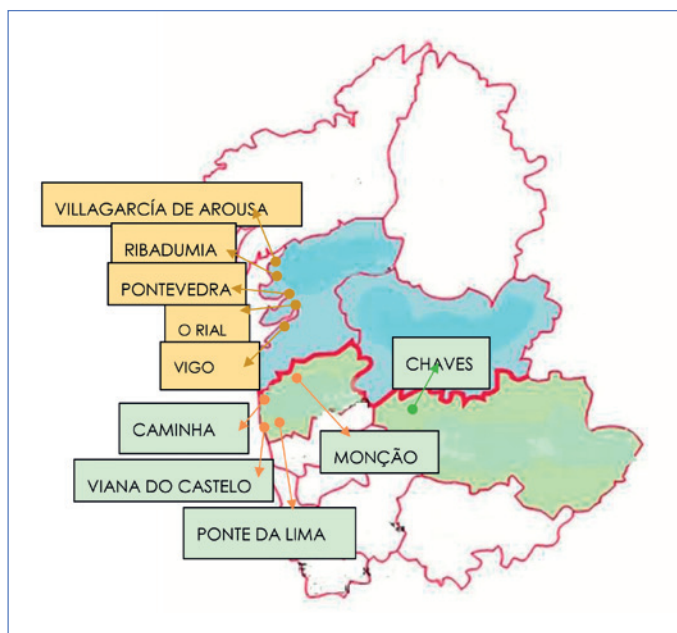 VILLAGARCÍA DE AROUSA
RIBADUMIA
PONTEVEDRA
O RIAL
VIGO
CHAVES
CAMINHA
MONÇÃO
VIANA DO CASTELO
PONTE DA LIMA